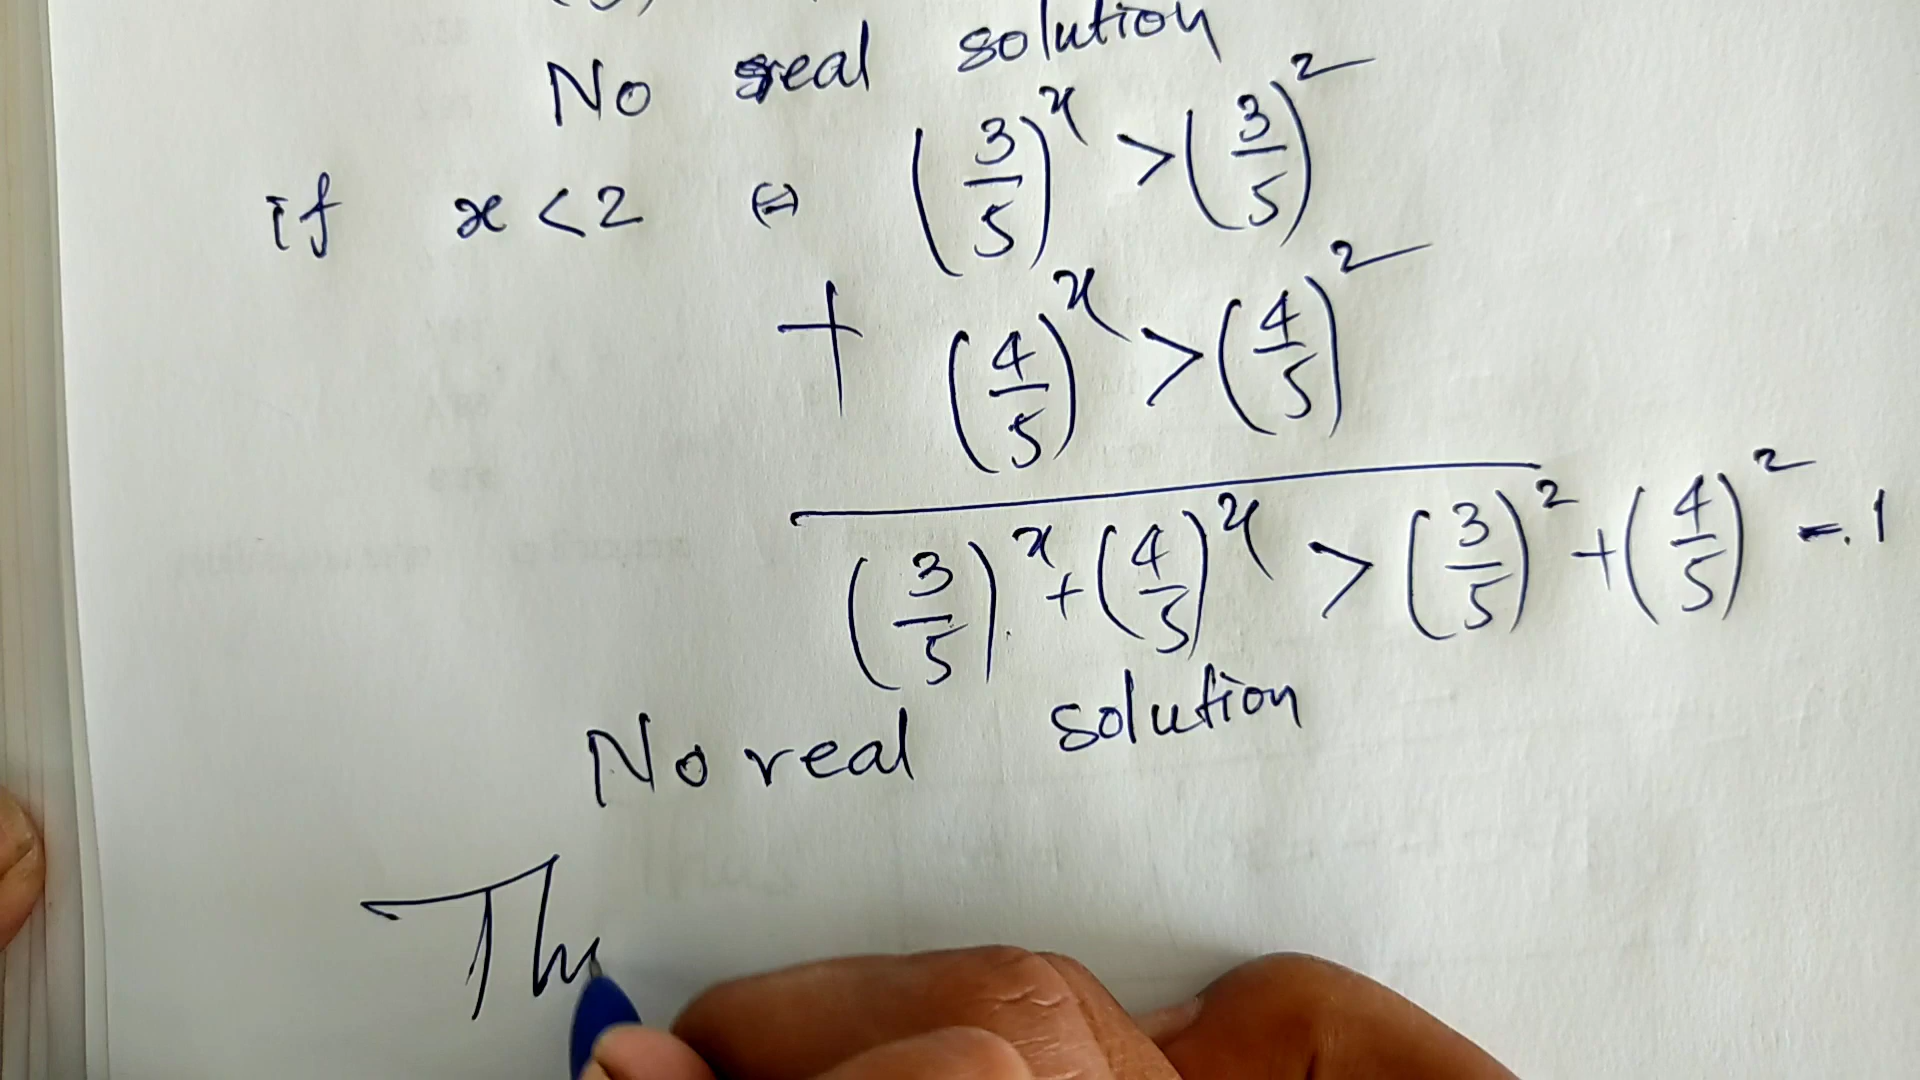 No real solution
if x < 2 ⇔ (3/5)^x > (3/5)^2
+ (4/5)^x > (4/5)^2
(3/5)^x + (4/5)^x > (3/5)^2 + (4/5)^2 = 1
No real solution
Thu